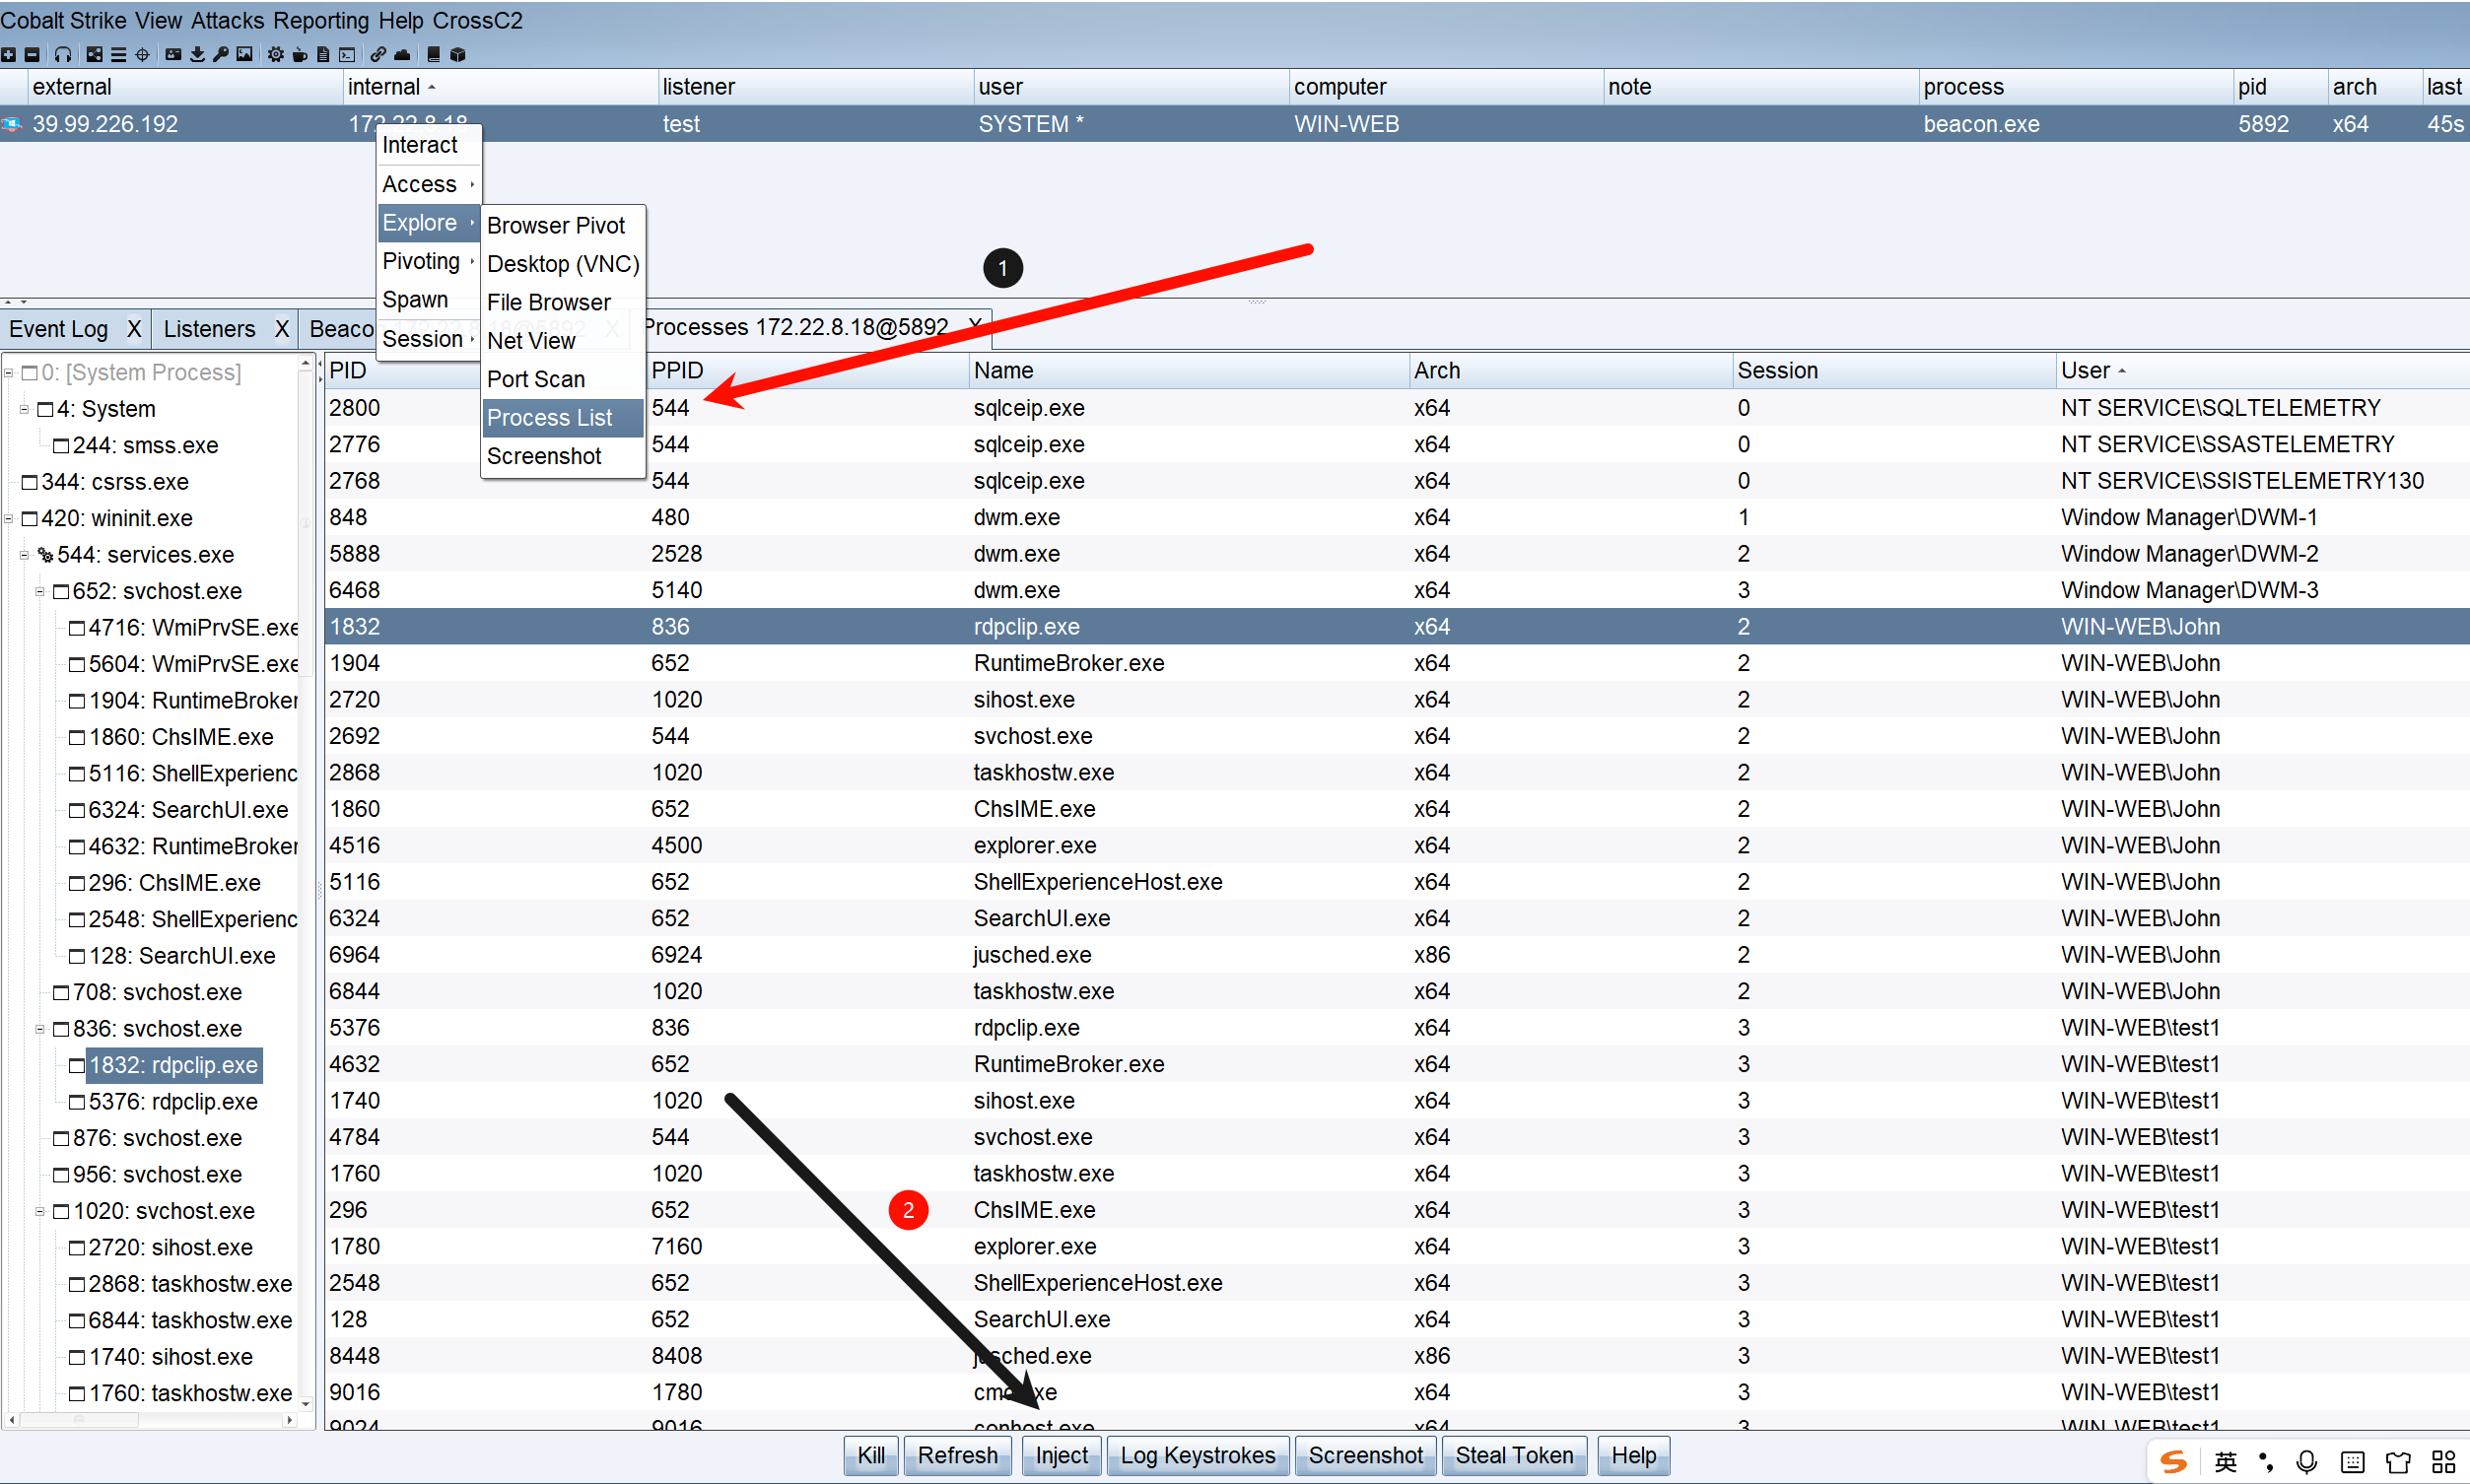 Cobalt Strike View Attacks Reporting Help CrossC2
external internal listener user computer note process pid arch last
39.99.226.192 172.22.8.18 test SYSTEM * WIN-WEB beacon.exe 5892 x64 45s
Interact
Access
Explore
Pivoting
Spawn
Session
Browser Pivot
Desktop (VNC)
File Browser
Net View
Port Scan
Process List
Screenshot
1
Event Log X Listeners X Beaco X Processes 172.22.8.18@5892 X
0: [System Process]
4: System
244: smss.exe
344: csrss.exe
420: wininit.exe
544: services.exe
652: svchost.exe
4716: WmiPrvSE.exe
5604: WmiPrvSE.exe
1904: RuntimeBroker
1860: ChsIME.exe
5116: ShellExperienc
6324: SearchUI.exe
4632: RuntimeBroker
296: ChsIME.exe
2548: ShellExperienc
128: SearchUI.exe
708: svchost.exe
836: svchost.exe
1832: rdpclip.exe
5376: rdpclip.exe
876: svchost.exe
956: svchost.exe
1020: svchost.exe
2720: sihost.exe
2868: taskhostw.exe
6844: taskhostw.exe
1740: sihost.exe
1760: taskhostw.exe
PID PPID Name Arch Session User
2800 544 sqlceip.exe x64 0 NT SERVICE\SQLTELEMETRY
2776 544 sqlceip.exe x64 0 NT SERVICE\SSASTELEMETRY
2768 544 sqlceip.exe x64 0 NT SERVICE\SSISTELEMETRY130
848 480 dwm.exe x64 1 Window Manager\DWM-1
5888 2528 dwm.exe x64 2 Window Manager\DWM-2
6468 5140 dwm.exe x64 3 Window Manager\DWM-3
1832 836 rdpclip.exe x64 2 WIN-WEB\John
1904 652 RuntimeBroker.exe x64 2 WIN-WEB\John
2720 1020 sihost.exe x64 2 WIN-WEB\John
2692 544 svchost.exe x64 2 WIN-WEB\John
2868 1020 taskhostw.exe x64 2 WIN-WEB\John
1860 652 ChsIME.exe x64 2 WIN-WEB\John
4516 4500 explorer.exe x64 2 WIN-WEB\John
5116 652 ShellExperienceHost.exe x64 2 WIN-WEB\John
6324 652 SearchUI.exe x64 2 WIN-WEB\John
6964 6924 jusched.exe x86 2 WIN-WEB\John
6844 1020 taskhostw.exe x64 2 WIN-WEB\John
5376 836 rdpclip.exe x64 3 WIN-WEB\test1
4632 652 RuntimeBroker.exe x64 3 WIN-WEB\test1
1740 1020 sihost.exe x64 3 WIN-WEB\test1
4784 544 svchost.exe x64 3 WIN-WEB\test1
1760 1020 taskhostw.exe x64 3 WIN-WEB\test1
296 652 ChsIME.exe x64 3 WIN-WEB\test1
2
1780 7160 explorer.exe x64 3 WIN-WEB\test1
2548 652 ShellExperienceHost.exe x64 3 WIN-WEB\test1
128 652 SearchUI.exe x64 3 WIN-WEB\test1
8448 8408 jusched.exe x86 3 WIN-WEB\test1
9016 1780 cmd.exe x64 3 WIN-WEB\test1
9024 9016 conhost.exe x64 3 WIN-WEB\test1
Kill Refresh Inject Log Keystrokes Screenshot Steal Token Help
英